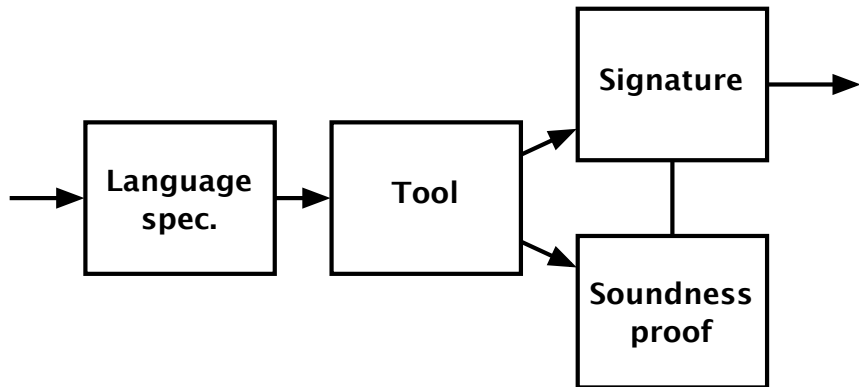 Language
spec.
Tool
Signature
Soundness
proof